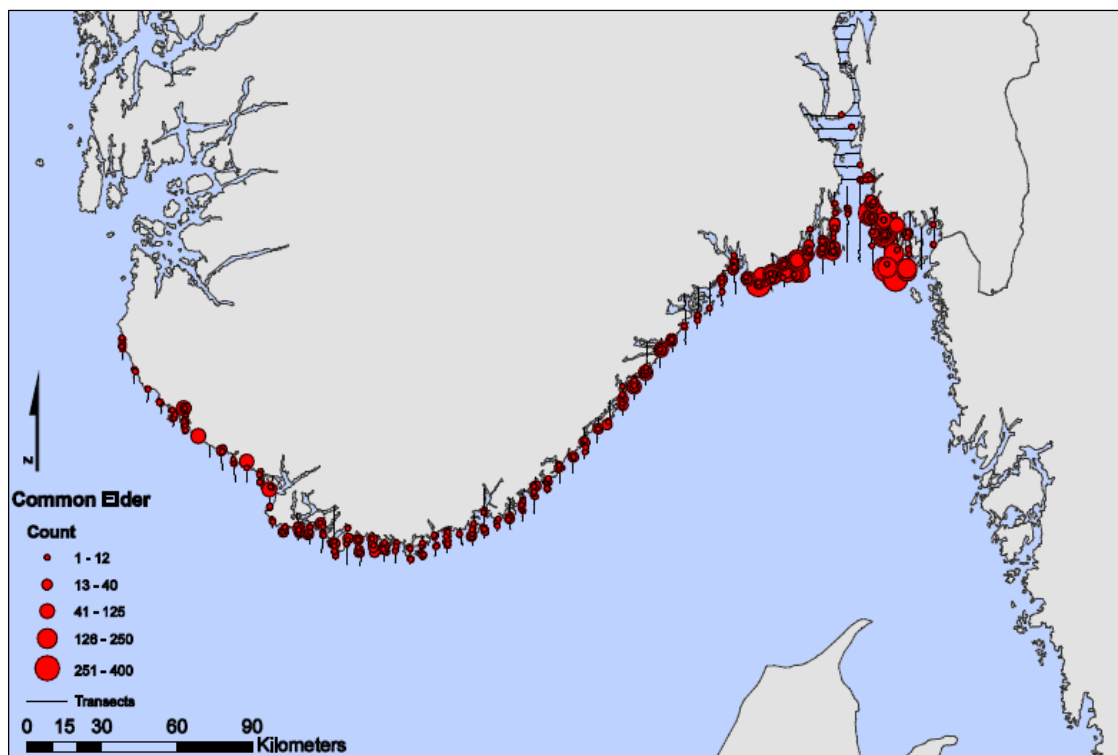 N
Common Eider
Count
1 - 12
13 - 40
41 - 125
126 - 250
251 - 400
Transects
0 15 30 60 90
Kilometers